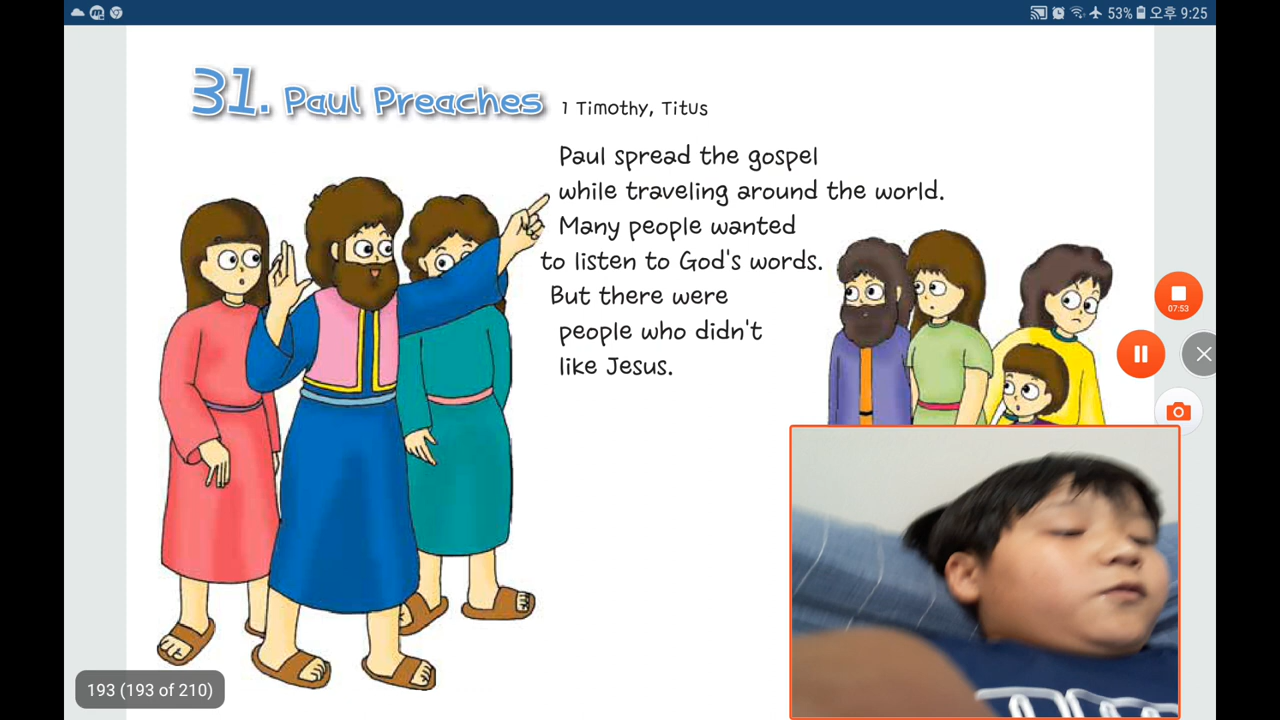 53% 오후 9:25
31. Paul Preaches 1 Timothy, Titus
Paul spread the gospel
while traveling around the world.
Many people wanted
to listen to God's words.
But there were
people who didn't
like Jesus.
07:53
193 (193 of 210)